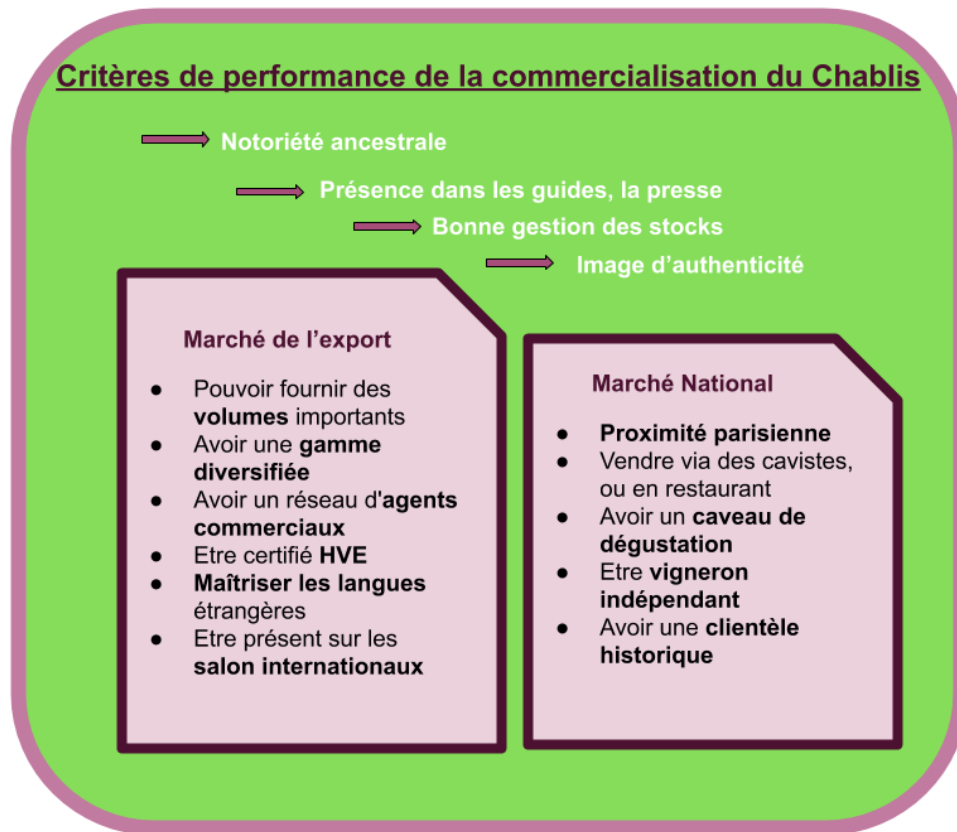 Critères de performance de la commercialisation du Chablis
Notoriété ancestrale
Présence dans les guides, la presse
Bonne gestion des stocks
Image d'authenticité
Marché de l'export
● Pouvoir fournir des
volumes importants
● Avoir une gamme
diversifiée
● Avoir un réseau d'agents
commerciaux
● Etre certifié HVE
● Maîtriser les langues
étrangères
● Etre présent sur les
salon internationaux
Marché National
● Proximité parisienne
● Vendre via des cavistes,
ou en restaurant
● Avoir un caveau de
dégustation
● Etre vigneron
indépendant
● Avoir une clientèle
historique